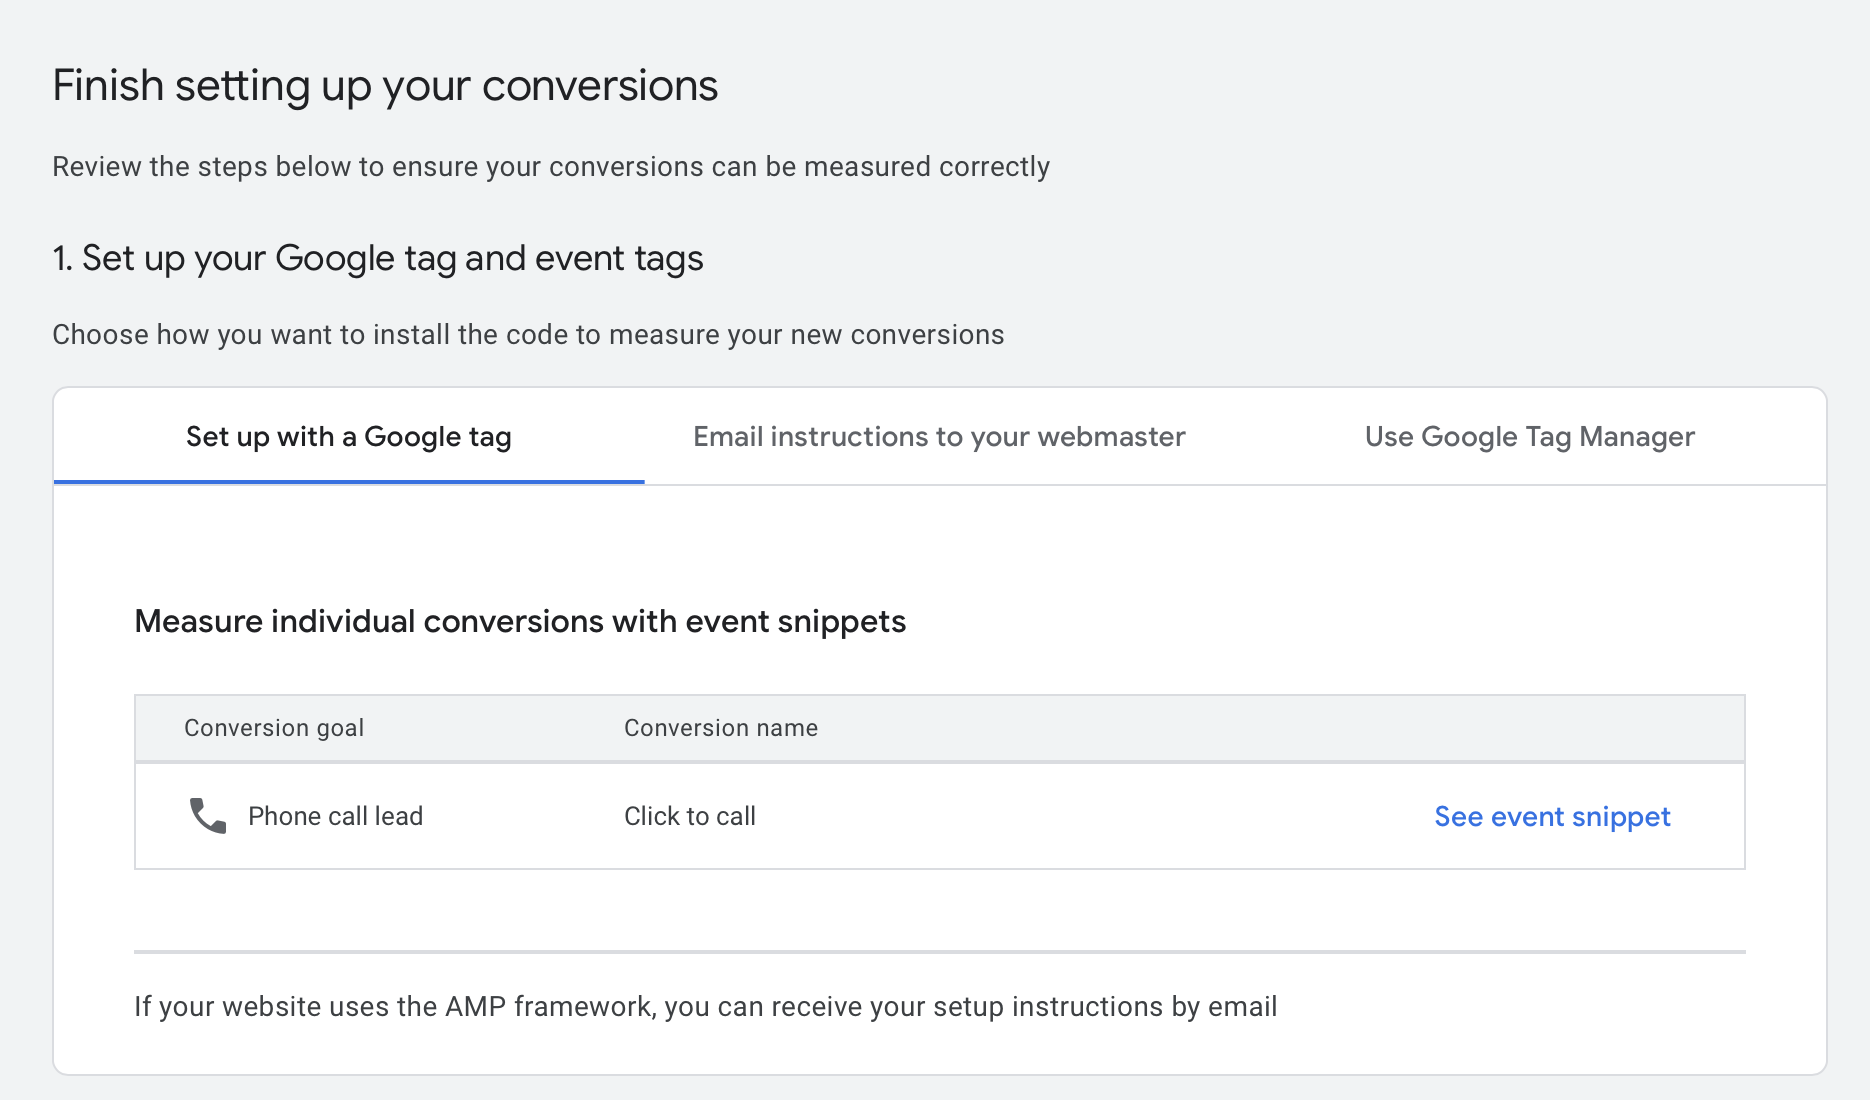 Finish setting up your conversions
Review the steps below to ensure your conversions can be measured correctly
1. Set up your Google tag and event tags
Choose how you want to install the code to measure your new conversions
Set up with a Google tag
Email instructions to your webmaster
Use Google Tag Manager
Measure individual conversions with event snippets
Conversion goal
Conversion name
Phone call lead
Click to call
See event snippet
If your website uses the AMP framework, you can receive your setup instructions by email